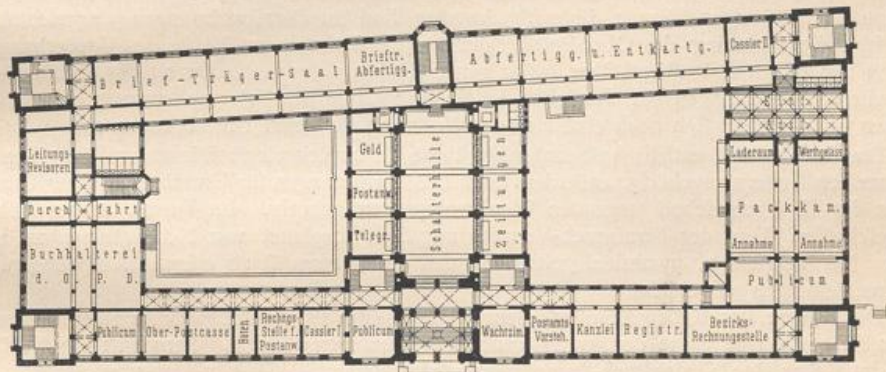 Brief-Träger-Saal
Brieftr.
Abfertigg.
Abfertigg. u. Entkartg.
Cassier II
Leitungs-
Revisoren
Geld
Postanw.
Telegr.
Schalterhalle
Zeitungen
Laderaum
Werthgelass
Durchfahrt
Packkam.
Annahme
Annahme
Buchhalterei
d. O. P. D.
Publicum
Publicum
Ober-Postcasse
Boten
Rechngs-
Stelle f.
Postanw.
Cassier I
Publicum
Wachtzim.
Postamts-
Vorsteh.
Kanzlei
Registr.
Bezirks-
Rechnungsstelle